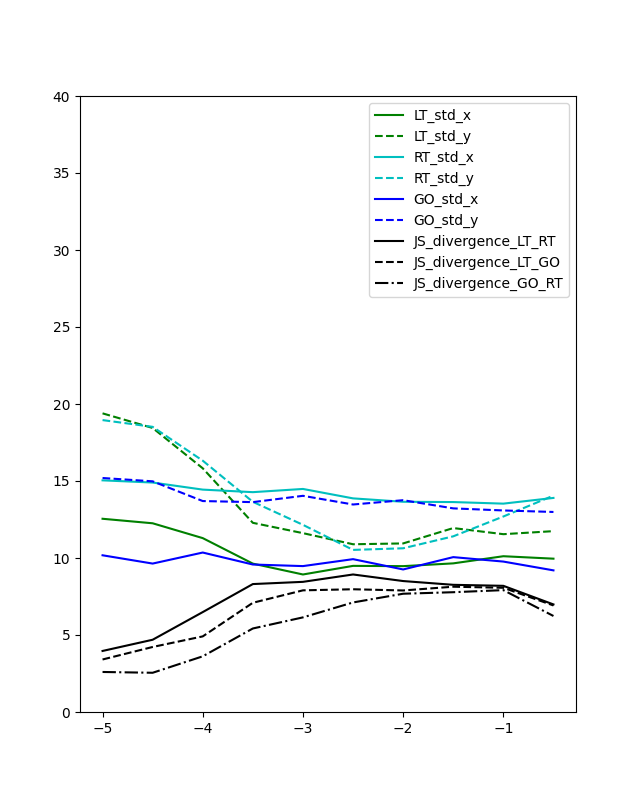 40
35
30
25
20
15
10
5
0
LT_std_x
LT_std_y
RT_std_x
RT_std_y
GO_std_x
GO_std_y
JS_divergence_LT_RT
JS_divergence_LT_GO
JS_divergence_GO_RT
−5 −4 −3 −2 −1